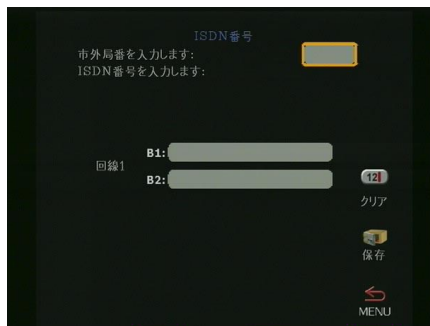 ISDN番号
市外局番を入力します:
ISDN番号を入力します:
回線1
B1:
B2:
12
クリア
保存
MENU